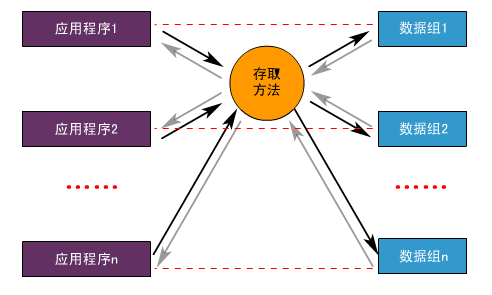 应用程序1
数据组1
存取
方法
应用程序2
数据组2
…… ……
应用程序n
数据组n